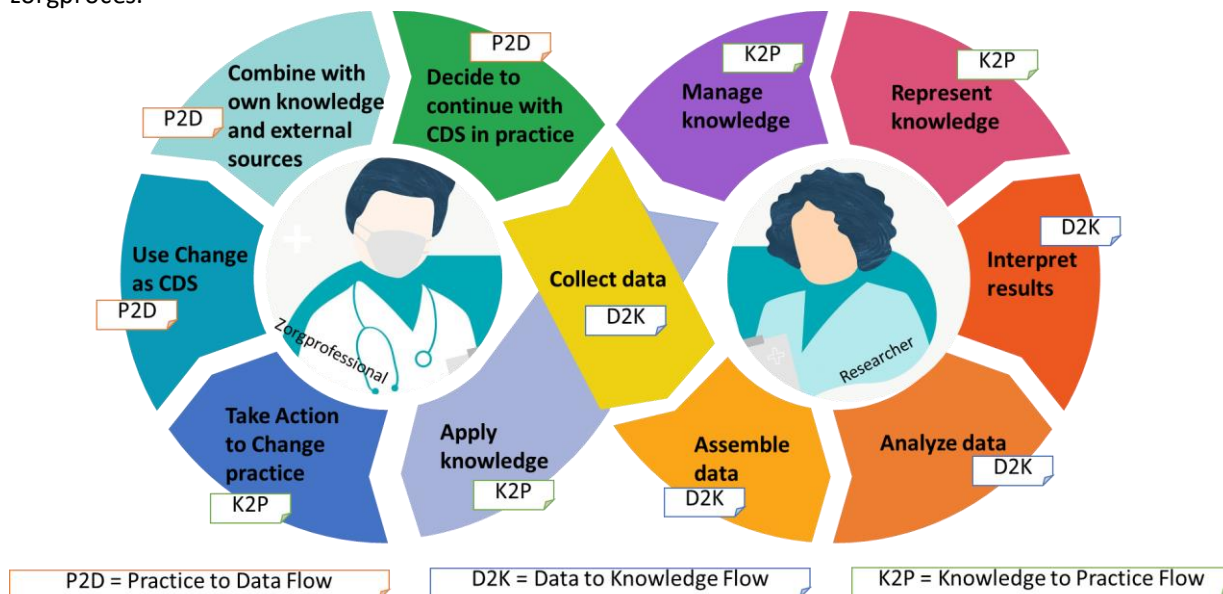 zorgproces.
P2D
Combine with
own knowledge
and external
sources
P2D
Decide to
continue with
CDS in practice
K2P
Manage
knowledge
K2P
Represent
knowledge
Use Change
as CDS
P2D
Collect data
D2K
D2K
Interpret
results
Zorgprofessional
Researcher
Take Action
to Change
practice
K2P
Apply
knowledge
K2P
Assemble
data
D2K
Analyze data
D2K
P2D = Practice to Data Flow
D2K = Data to Knowledge Flow
K2P = Knowledge to Practice Flow